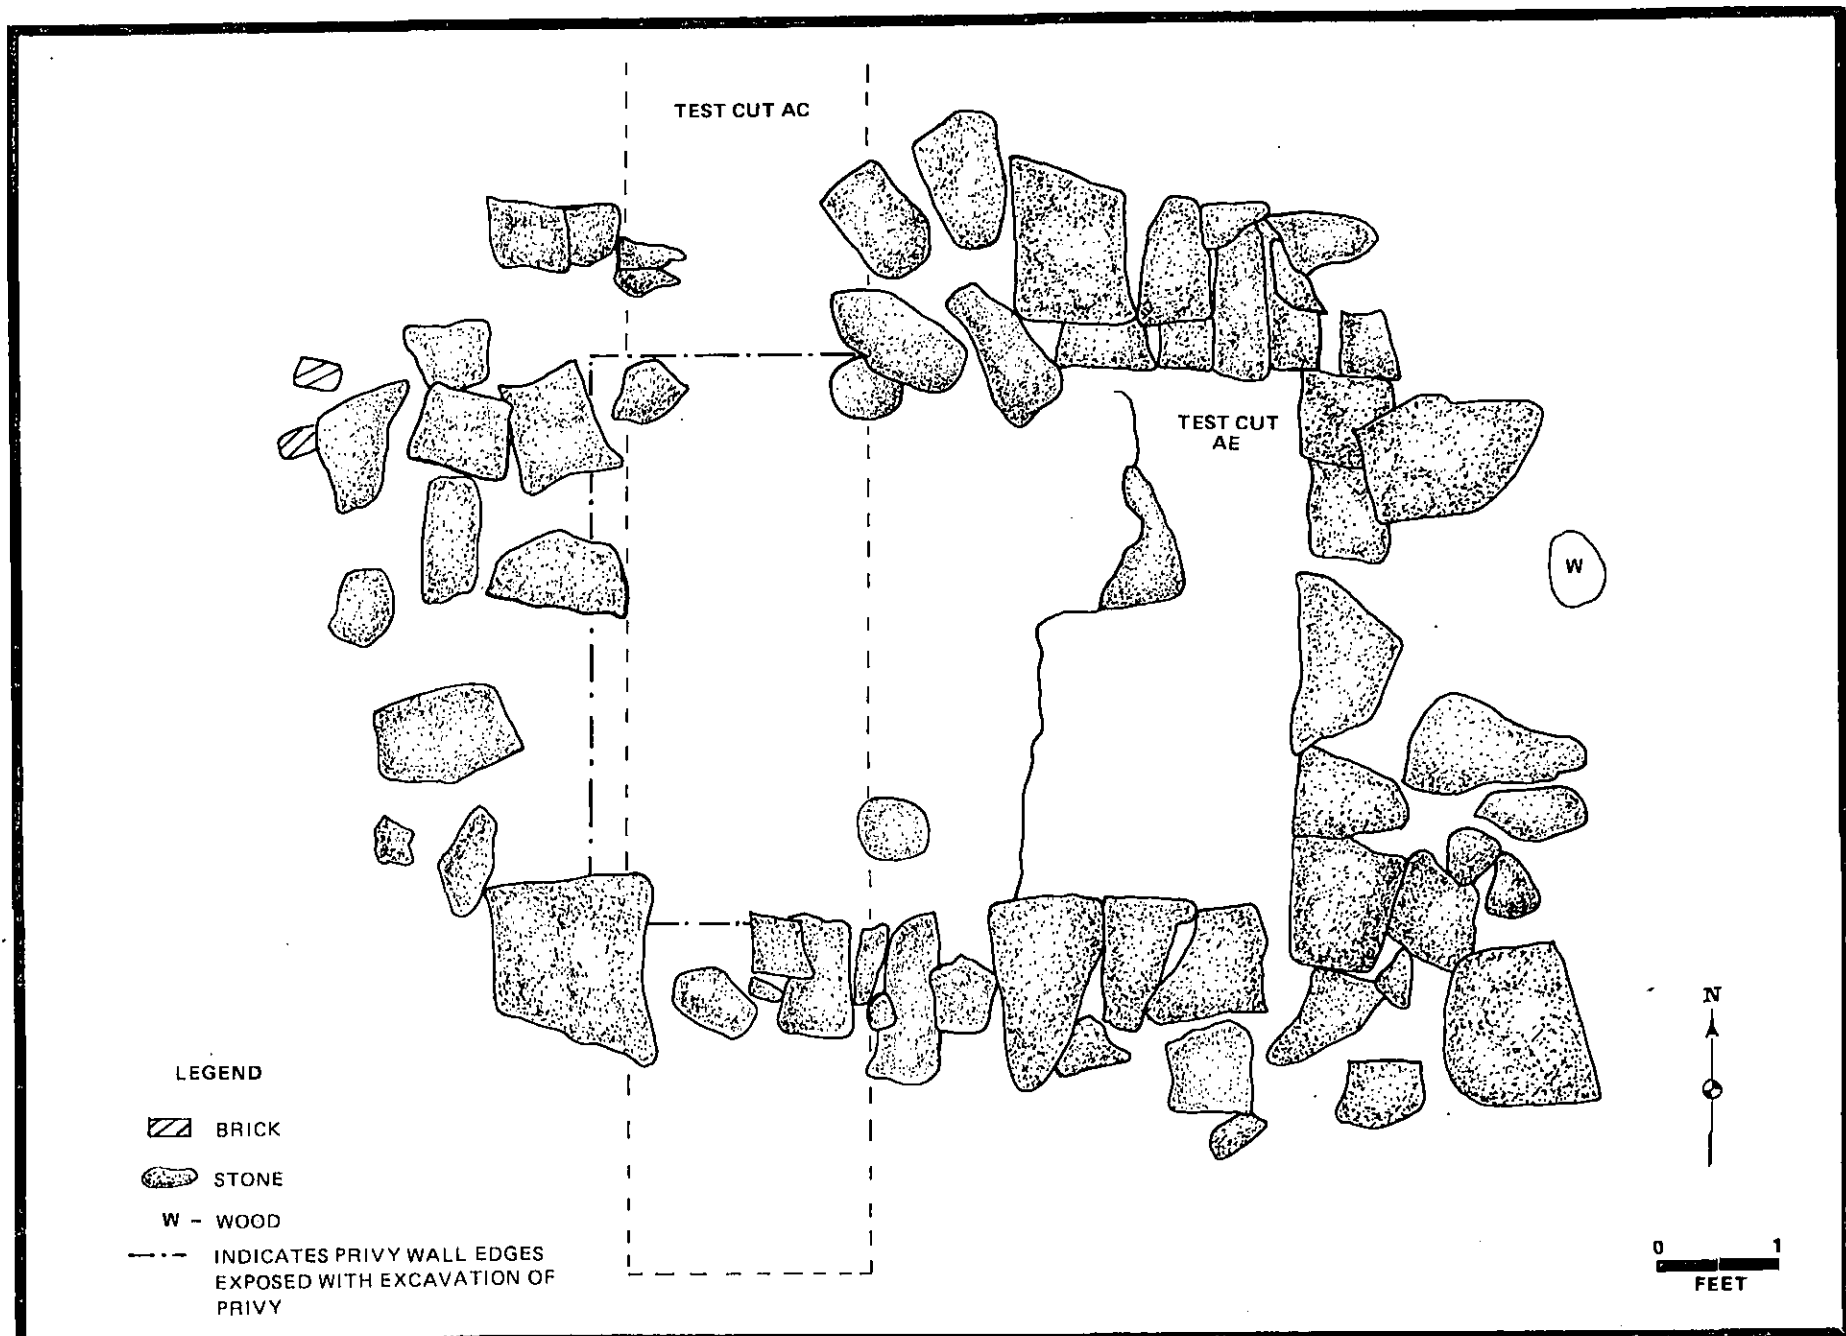 TEST CUT AC
TEST CUT
AE
W
N
LEGEND
BRICK
STONE
W – WOOD
INDICATES PRIVY WALL EDGES
EXPOSED WITH EXCAVATION OF
PRIVY
0 1
FEET